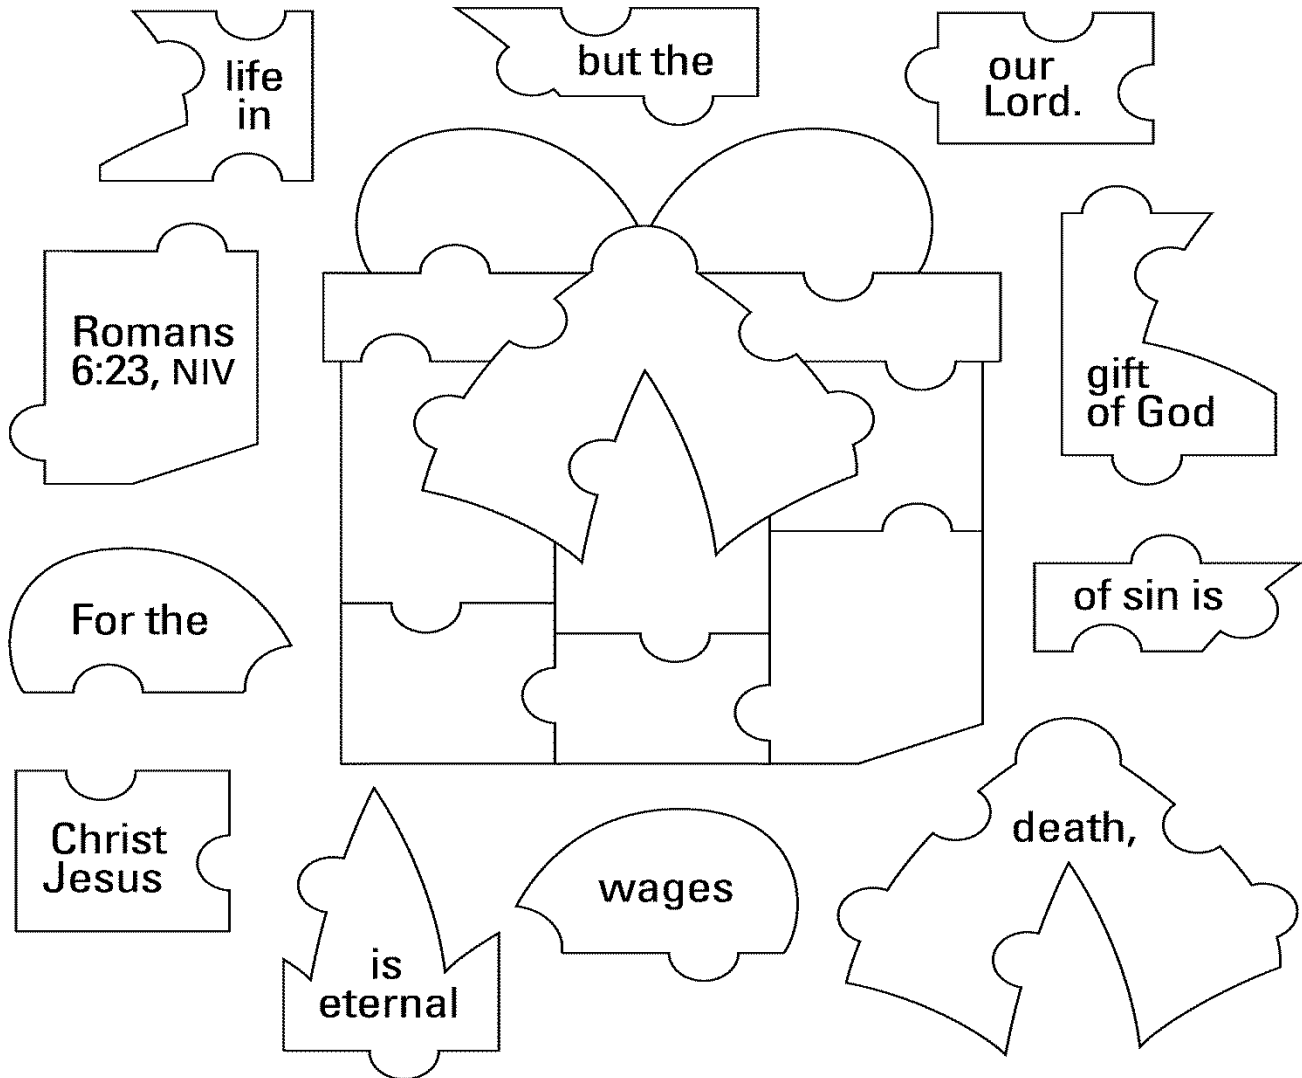 life
in
but the
our
Lord.
Romans
6:23, NIV
gift
of God
For the
of sin is
Christ
Jesus
death,
wages
is
eternal